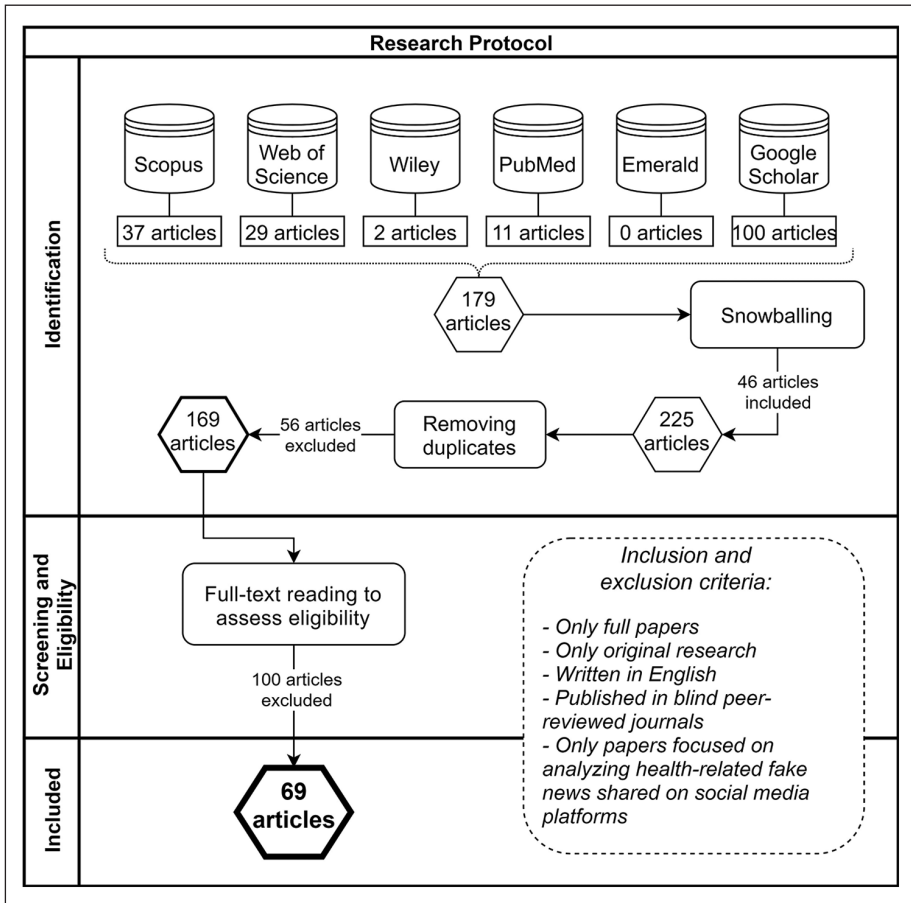 Research Protocol
Identification
Scopus
Web of
Science
Wiley
PubMed
Emerald
Google
Scholar
37 articles
29 articles
2 articles
11 articles
0 articles
100 articles
179
articles
Snowballing
46 articles
included
225
articles
Removing
duplicates
56 articles
excluded
169
articles
Screening and
Eligibility
Full-text reading to
assess eligibility
100 articles
excluded
Inclusion and
exclusion criteria:
- Only full papers
- Only original research
- Written in English
- Published in blind peer-
reviewed journals
- Only papers focused on
analyzing health-related fake
news shared on social media
platforms
Included
69
articles